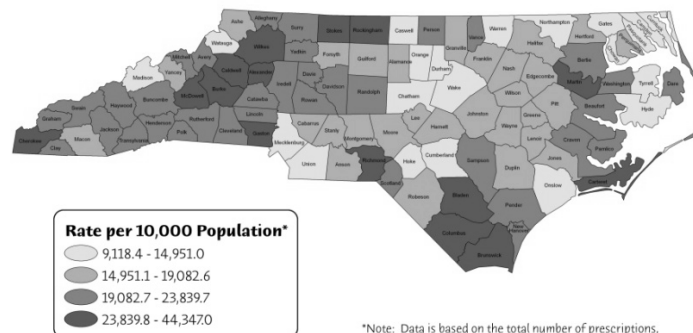 Ashe
Alleghany
Surry
Stokes
Rockingham
Caswell
Person
Vance
Warren
Northampton
Gates
Watauga
Wilkes
Yadkin
Forsyth
Guilford
Alamance
Orange
Durham
Granville
Franklin
Halifax
Hertford
Mitchell
Avery
Caldwell
Alexander
Davie
Iredell
Davidson
Randolph
Chatham
Wake
Nash
Edgecombe
Martin
Bertie
Washington
Tyrrell
Dare
Madison
Yancey
McDowell
Burke
Catawba
Rowan
Wilson
Pitt
Beaufort
Hyde
Swain
Haywood
Buncombe
Rutherford
Lincoln
Lee
Johnston
Greene
Graham
Jackson
Henderson
Polk
Cleveland
Gaston
Cabarrus
Stanly
Montgomery
Moore
Harnett
Wayne
Lenoir
Craven
Pamlico
Cherokee
Clay
Macon
Transylvania
Mecklenburg
Union
Anson
Richmond
Hoke
Cumberland
Sampson
Duplin
Jones
Onslow
Carteret
Scotland
Robeson
Bladen
Pender
New
Hanover
Columbus
Brunswick
Rate per 10,000 Population*
9,118.4 - 14,951.0
14,951.1 - 19,082.6
19,082.7 - 23,839.7
23,839.8 - 44,347.0
*Note: Data is based on the total number of prescriptions.